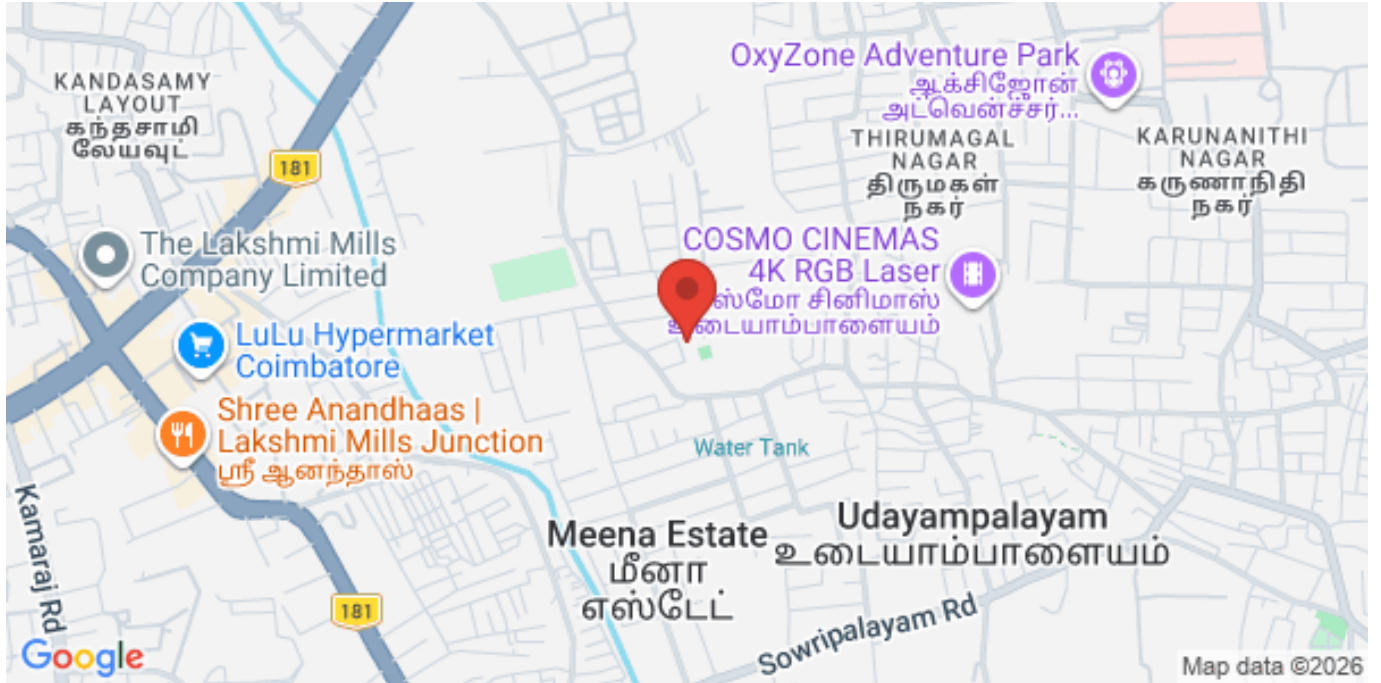 OxyZone Adventure Park
ஆக்சிஜோன்
அட்வென்ச்சர்...
KANDASAMY
LAYOUT
கந்தசாமி
லேயவுட்
THIRUMAGAL
NAGAR
திருமகள்
நகர்
KARUNANITHI
NAGAR
கருணாநிதி
நகர்
181
The Lakshmi Mills
Company Limited
COSMO CINEMAS
4K RGB Laser
ஸ்மோ சினிமாஸ்
உடையாம்பாளையம்
LuLu Hypermarket
Coimbatore
Shree Anandhaas |
Lakshmi Mills Junction
ஸ்ரீ ஆனந்தாஸ்
Water Tank
Kamaraj Rd
Meena Estate
மீனா
எஸ்டேட்
Udayampalayam
உடையாம்பாளையம்
181
Sowripalayam Rd
Google
Map data ©2026